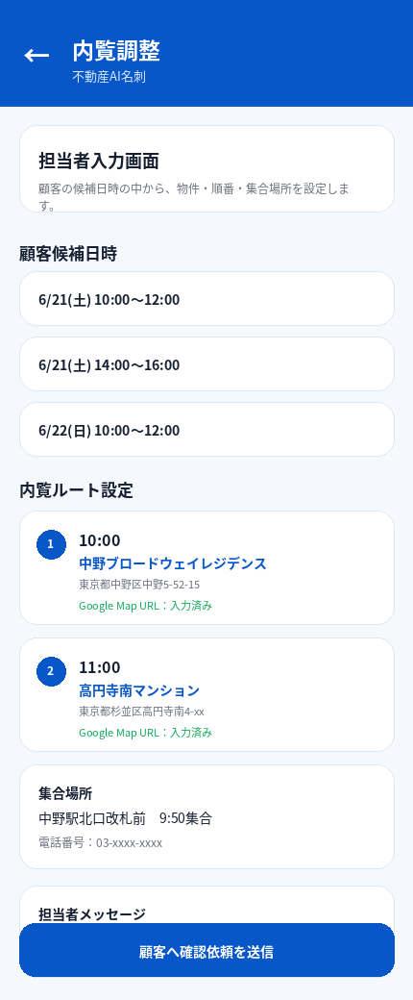 ←
内覧調整
不動産AI名刺
担当者入力画面
顧客の候補日時の中から、物件・順番・集合場所を設定しま
す。
顧客候補日時
6/21(土) 10:00〜12:00
6/21(土) 14:00〜16:00
6/22(日) 10:00〜12:00
内覧ルート設定
1
10:00
中野ブロードウェイレジデンス
東京都中野区中野5-52-15
Google Map URL：入力済み
2
11:00
高円寺南マンション
東京都杉並区高円寺南4-xx
Google Map URL：入力済み
集合場所
中野駅北口改札前　9:50集合
電話番号：03-xxxx-xxxx
担当者メッセージ
顧客へ確認依頼を送信